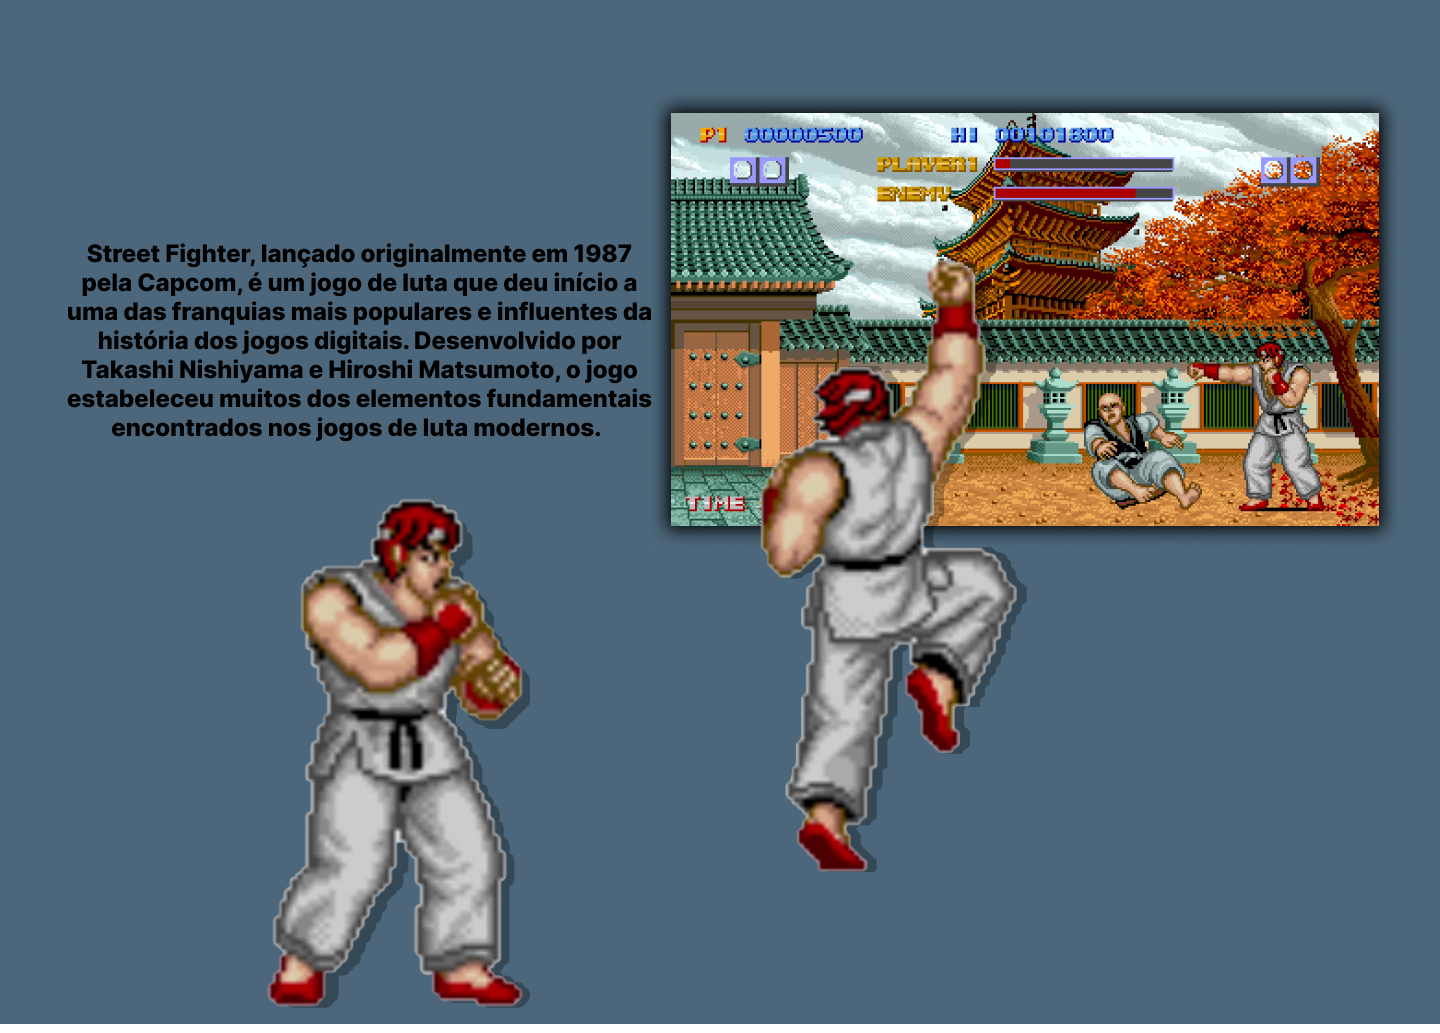 P1 00000500 HI 00101800
PLAYER1
ENEMY
Street Fighter, lançado originalmente em 1987
pela Capcom, é um jogo de luta que deu início a
uma das franquias mais populares e influentes da
história dos jogos digitais. Desenvolvido por
Takashi Nishiyama e Hiroshi Matsumoto, o jogo
estabeleceu muitos dos elementos fundamentais
encontrados nos jogos de luta modernos.
TIME